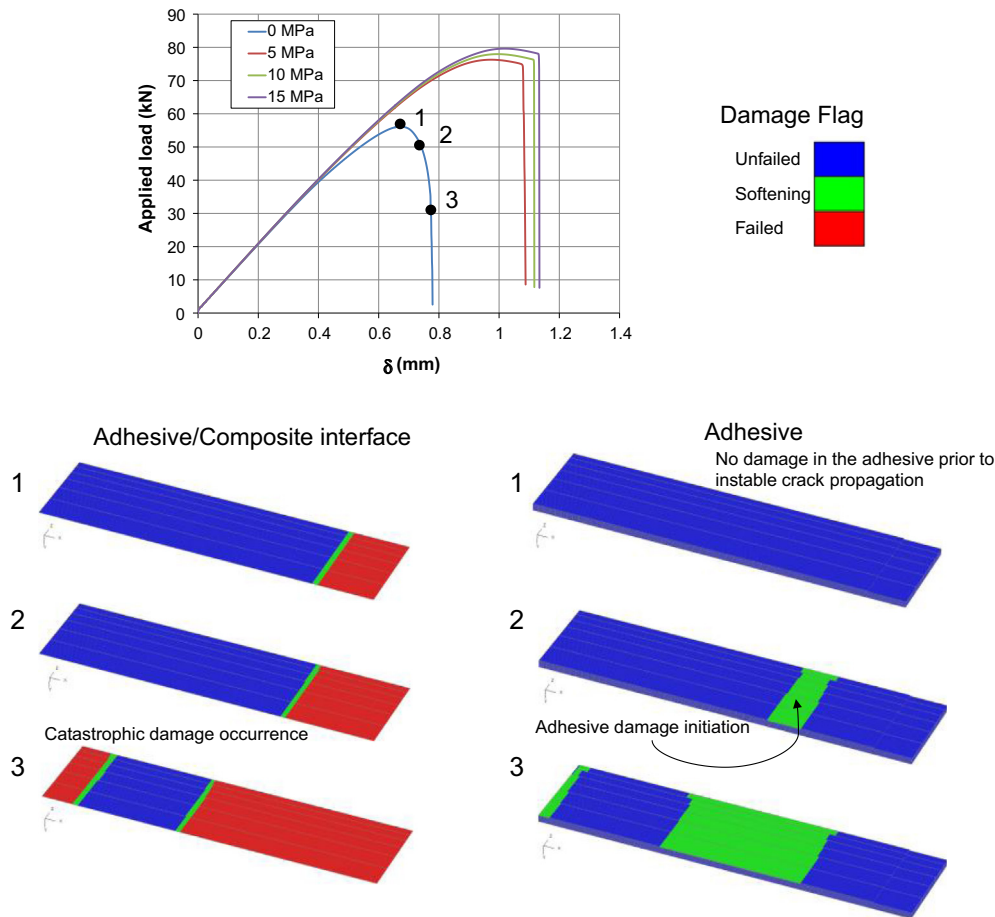 90
80
70
60
50
40
30
20
10
0
Applied load (kN)
0 MPa
5 MPa
10 MPa
15 MPa
1
2
3
0 0.2 0.4 0.6 0.8 1 1.2 1.4
δ (mm)
Damage Flag
Unfailed
Softening
Failed
Adhesive/Composite interface
1
2
Catastrophic damage occurrence
3
Adhesive
No damage in the adhesive prior to
instable crack propagation
1
2
Adhesive damage initiation
3